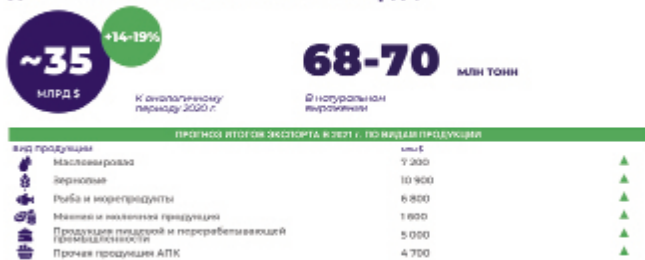 ~35
+14-19%
МЛРД $
К аналогичному
периоду 2020 г.
68-70 МЛН ТОНН
В натуральном
выражении
ПРОГНОЗ ИТОГОВ ЭКСПОРТА В 2021 г. ПО ВИДАМ ПРОДУКЦИИ
Вид продукции млн $
Масложировая 7 200
Зерновые 10 900
Рыба и морепродукты 6 800
Мясная и молочная продукция 1 600
Продукция пищевой и перерабатывающей
промышленности 5 000
Прочая продукция АПК 4 700